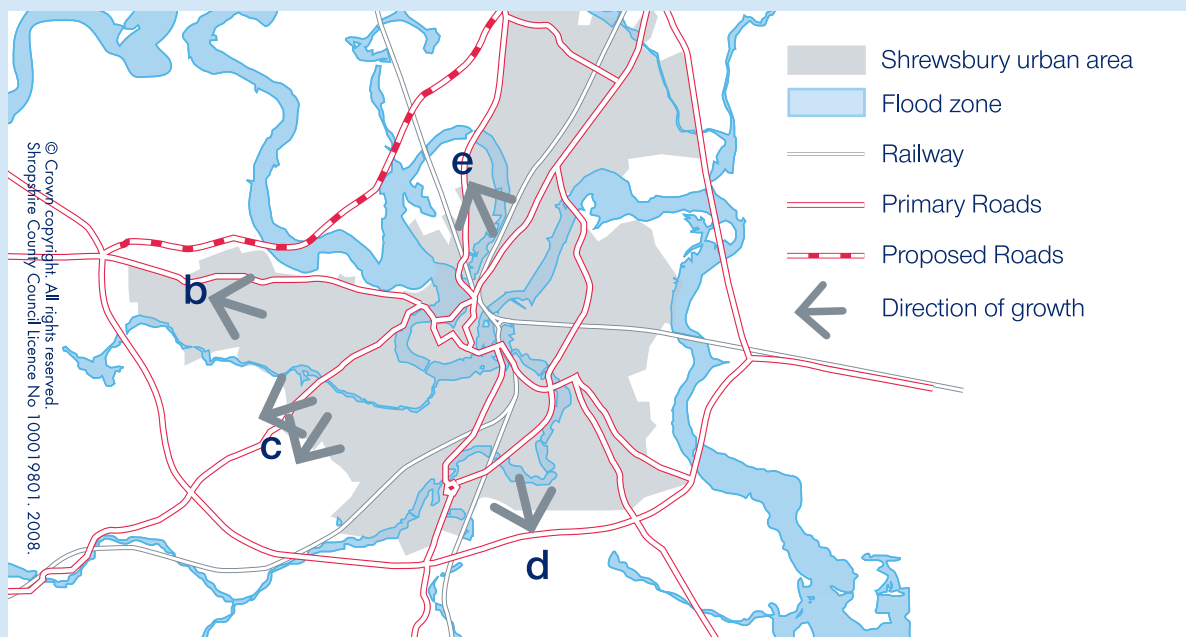 Shrewsbury urban area
Flood zone
Railway
Primary Roads
Proposed Roads
Direction of growth
e
b
c
d
© Crown copyright. All rights reserved.
Shropshire County Council Licence No 100019801. 2008.